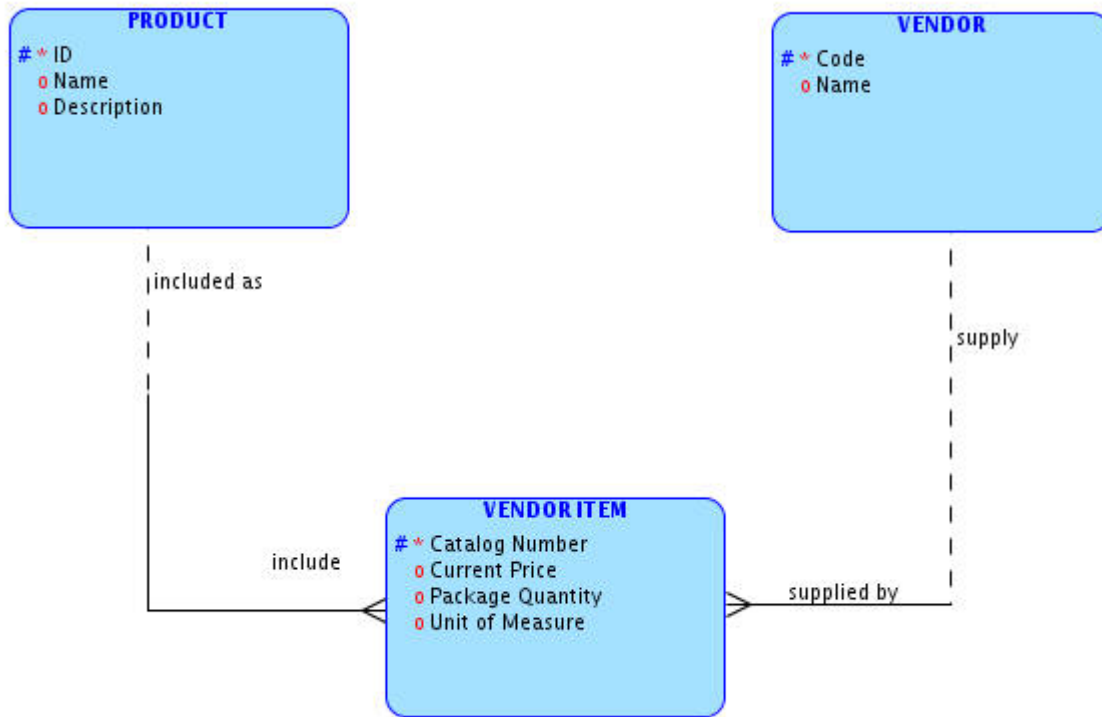 PRODUCT
# * ID
o Name
o Description
VENDOR
# * Code
o Name
included as
supply
VENDOR ITEM
# * Catalog Number
o Current Price
o Package Quantity
o Unit of Measure
include
supplied by